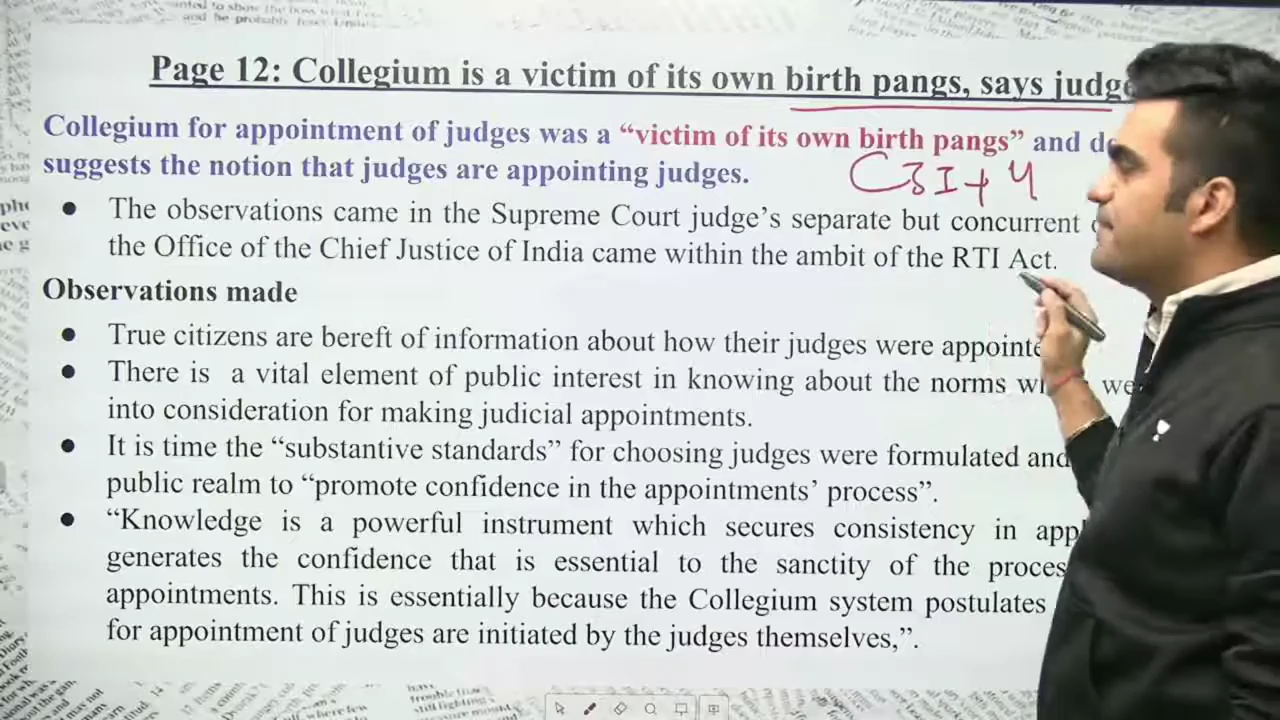 Page 12: Collegium is a victim of its own birth pangs, says judge
Collegium for appointment of judges was a “victim of its own birth pangs” and
suggests the notion that judges are appointing judges.
CJI + 4
● The observations came in the Supreme Court judge’s separate but concurrent
the Office of the Chief Justice of India came within the ambit of the RTI Act.
Observations made
● True citizens are bereft of information about how their judges were appointe
● There is a vital element of public interest in knowing about the norms
into consideration for making judicial appointments.
● It is time the “substantive standards” for choosing judges were formulated and
public realm to “promote confidence in the appointments’ process”.
● “Knowledge is a powerful instrument which secures consistency in
generates the confidence that is essential to the sanctity of the proces
appointments. This is essentially because the Collegium system postulates
for appointment of judges are initiated by the judges themselves,”.